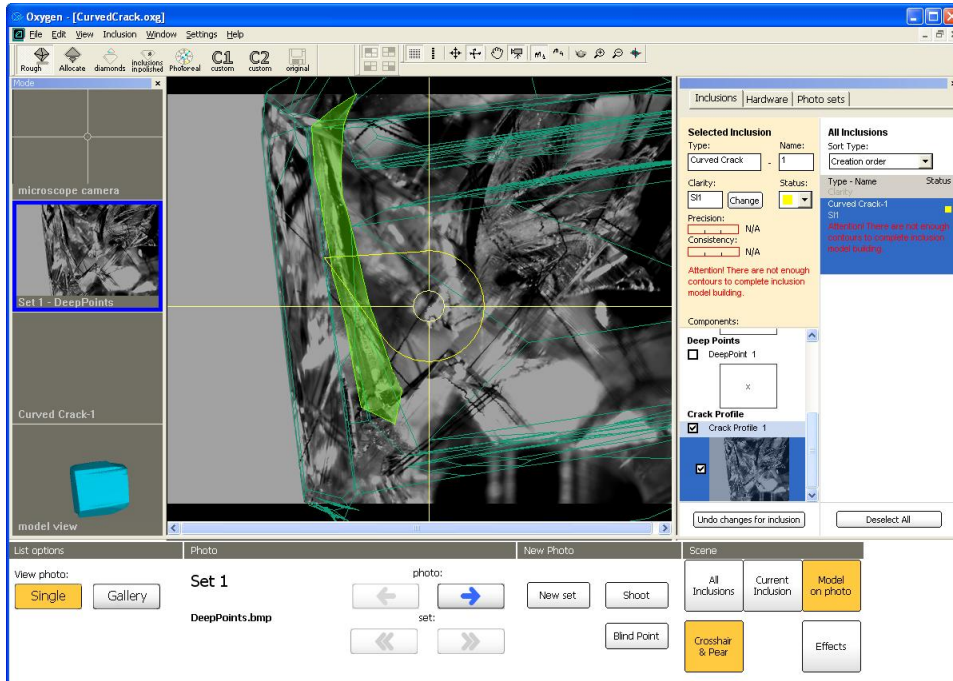 Oxygen - [CurvedCrack.oxg]
File Edit View Inclusion Window Settings Help
Rough
Allocate
diamonds
inclusions in polished
Photoreal
C1 custom
C2 custom
original
Mode
microscope camera
Set 1 - DeepPoints
Curved Crack-1
model view
Inclusions Hardware Photo sets
Selected Inclusion
Type: Name:
Curved Crack - 1
Clarity: Status:
SI1 Change
Precision:
N/A
Consistency:
N/A
Attention! There are not enough
contours to complete inclusion
model building.
Components:
Deep Points
DeepPoint 1
x
Crack Profile
Crack Profile 1
Undo changes for inclusion
All Inclusions
Sort Type:
Creation order
Type - Name Status
Clarity
Curved Crack-1
SI1
Attention! There are not enough
contours to complete inclusion
model building.
Deselect All
List options
View photo:
Single Gallery
Photo
Set 1
DeepPoints.bmp
photo:
set:
New Photo
New set Shoot
Blind Point
Scene
All
Inclusions
Current
Inclusion
Model
on photo
Crosshair
& Pear
Effects